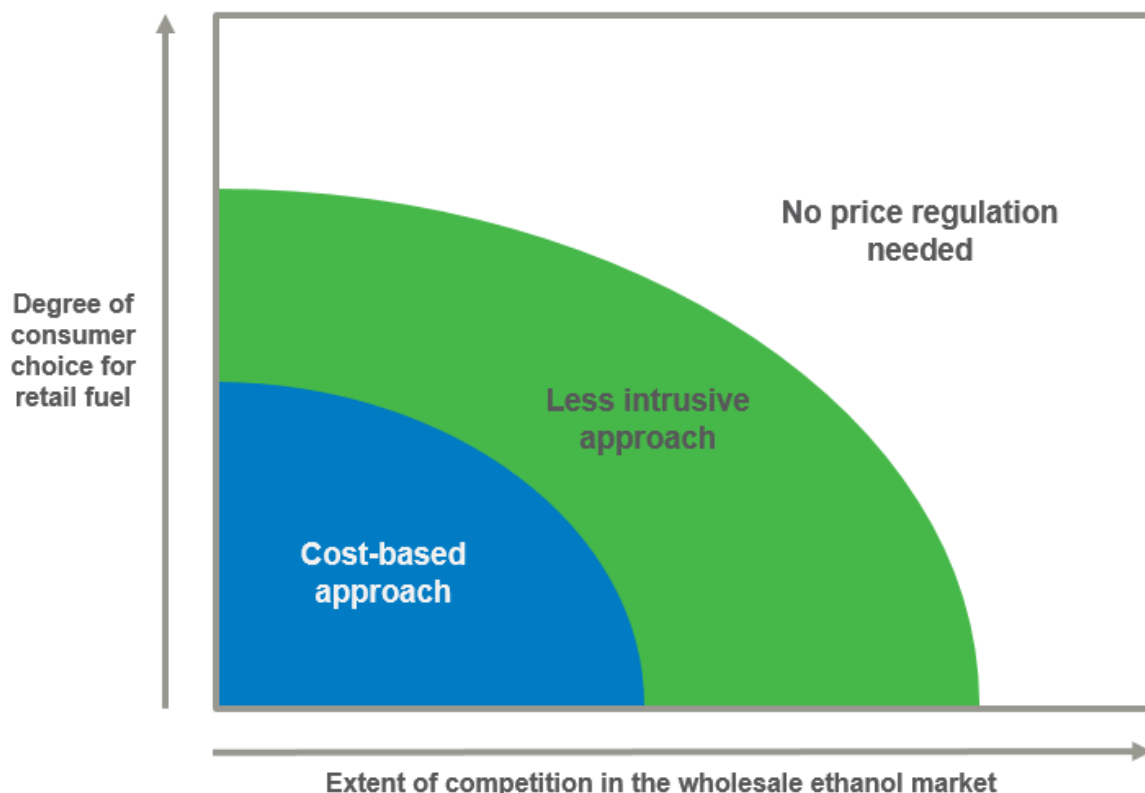 No price regulation
needed
Degree of
consumer
choice for
retail fuel
Less intrusive
approach
Cost-based
approach
Extent of competition in the wholesale ethanol market